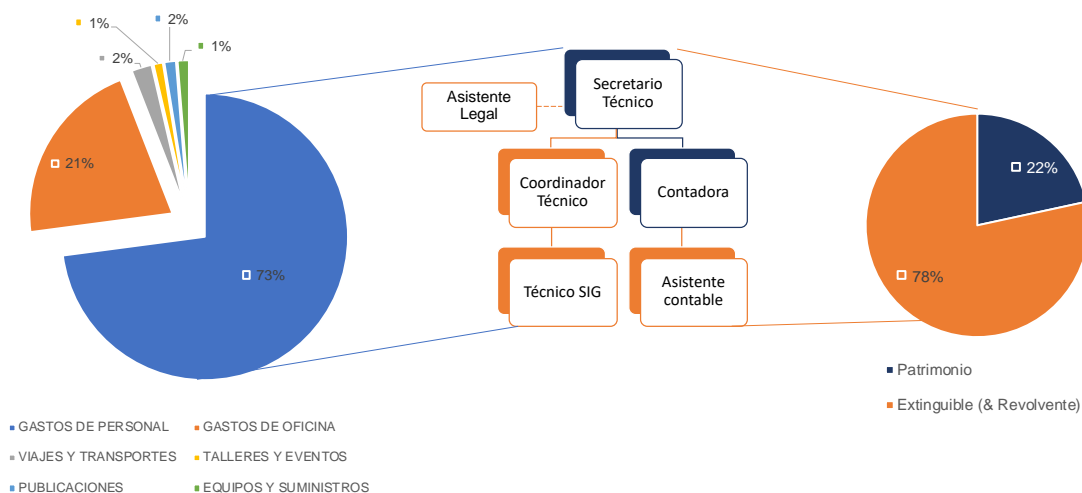 1%
2%
2%
1%
21%
73%
Asistente
Legal
Secretario
Técnico
Coordinador
Técnico
Contadora
Técnico SIG
Asistente
contable
22%
78%
Patrimonio
Extinguible (& Revolvente)
GASTOS DE PERSONAL
GASTOS DE OFICINA
VIAJES Y TRANSPORTES
TALLERES Y EVENTOS
PUBLICACIONES
EQUIPOS Y SUMINISTROS